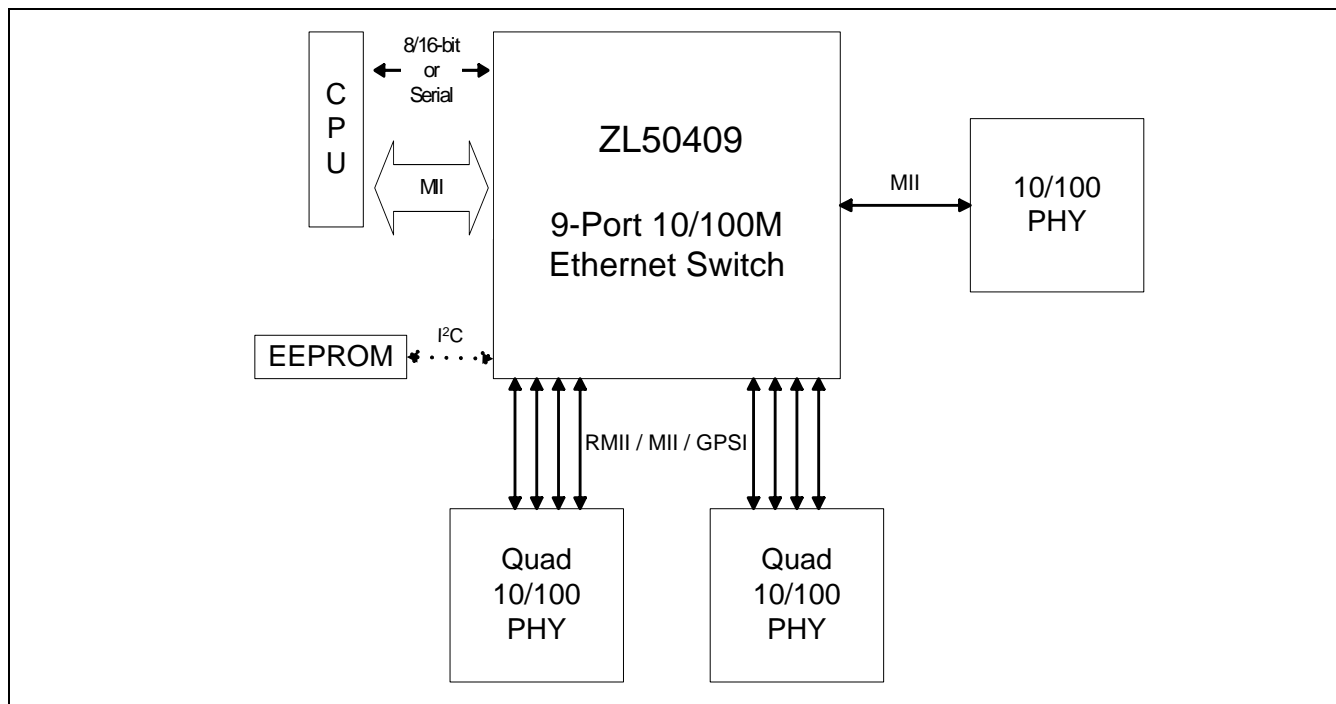 CPU
8/16-bit
or
Serial
MII
ZL50409
9-Port 10/100M
Ethernet Switch
MII
10/100
PHY
EEPROM
I²C
RMII / MII / GPSI
Quad
10/100
PHY
Quad
10/100
PHY